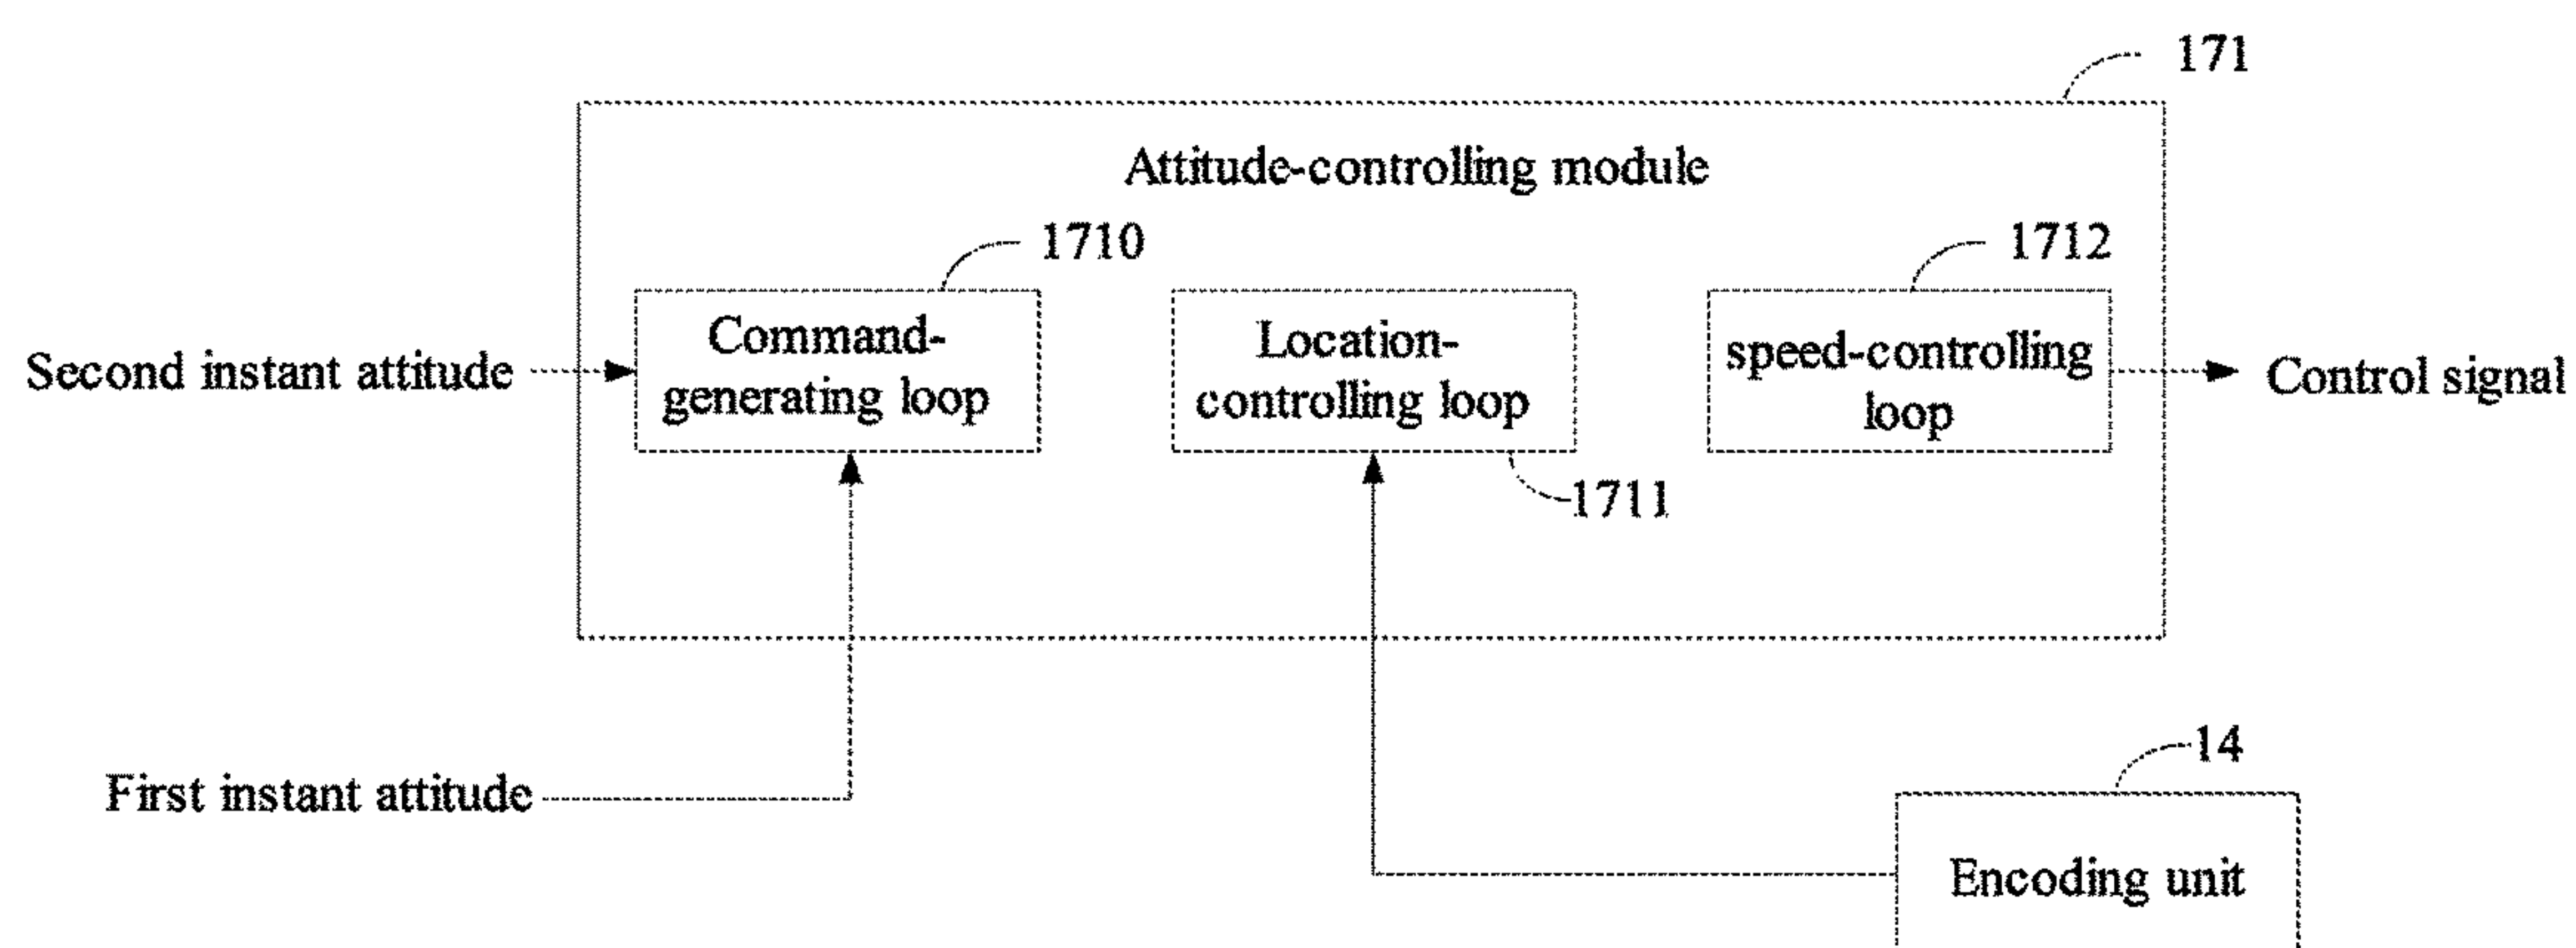 171
Attitude-controlling module
1710
1712
Command-
generating loop
Location-
controlling loop
speed-controlling
loop
Second instant attitude
Control signal
1711
14
First instant attitude
Encoding unit